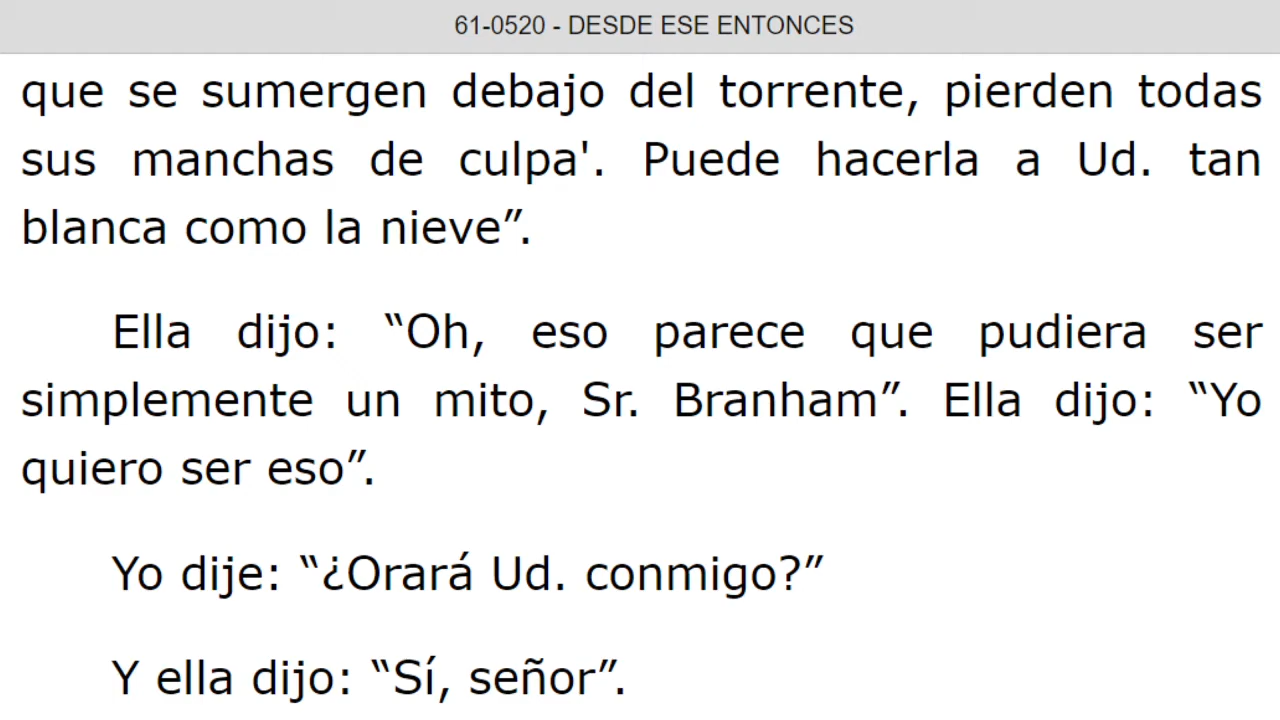 61-0520 - DESDE ESE ENTONCES
que se sumergen debajo del torrente, pierden todas
sus manchas de culpa'. Puede hacerla a Ud. tan
blanca como la nieve”.
Ella dijo: “Oh, eso parece que pudiera ser
simplemente un mito, Sr. Branham”. Ella dijo: “Yo
quiero ser eso”.
Yo dije: “¿Orará Ud. conmigo?”
Y ella dijo: “Sí, señor”.